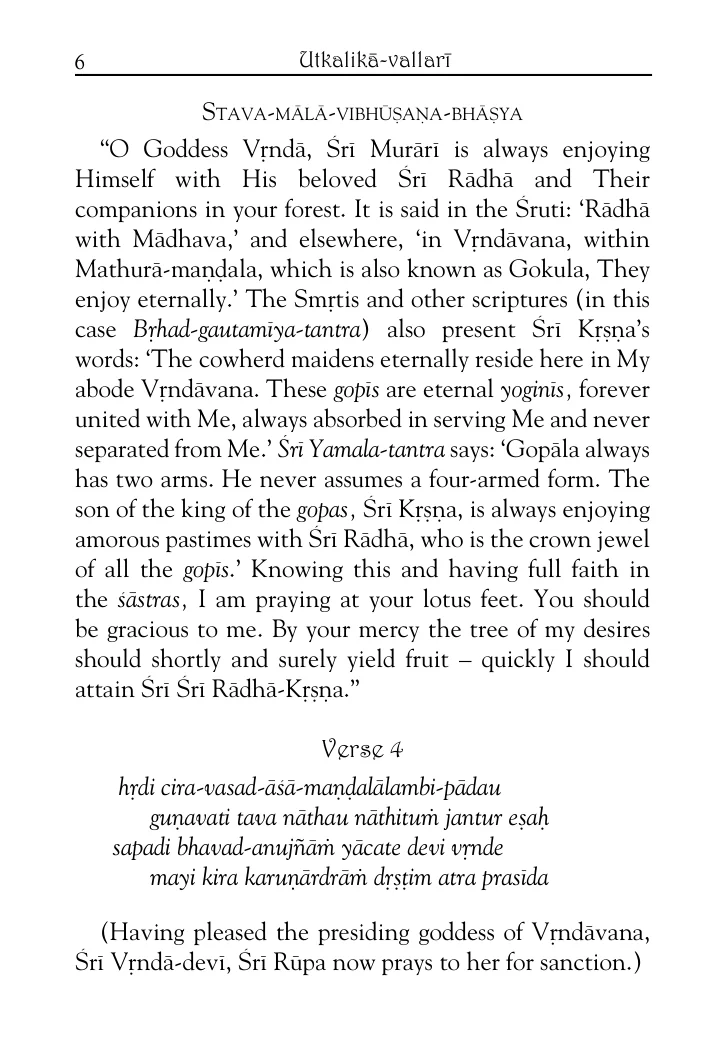 6
Utkalikā-vallarī
Stava-mālā-vibhūṣaṇa-bhāṣya
“O Goddess Vṛndā, Śrī Murārī is always enjoying
Himself with His beloved Śrī Rādhā and Their
companions in your forest. It is said in the Śruti: ‘Rādhā
with Mādhava,’ and elsewhere, ‘in Vṛndāvana, within
Mathurā-maṇḍala, which is also known as Gokula, They
enjoy eternally.’ The Smṛtis and other scriptures (in this
case Bṛhad-gautamīya-tantra) also present Śrī Kṛṣṇa’s
words: ‘The cowherd maidens eternally reside here in My
abode Vṛndāvana. These gopīs are eternal yoginīs, forever
united with Me, always absorbed in serving Me and never
separated from Me.’ Śrī Yamala-tantra says: ‘Gopāla always
has two arms. He never assumes a four-armed form. The
son of the king of the gopas, Śrī Kṛṣṇa, is always enjoying
amorous pastimes with Śrī Rādhā, who is the crown jewel
of all the gopīs.’ Knowing this and having full faith in
the śāstras, I am praying at your lotus feet. You should
be gracious to me. By your mercy the tree of my desires
should shortly and surely yield fruit – quickly I should
attain Śrī Śrī Rādhā-Kṛṣṇa.”
Verse 4
hṛdi cira-vasad-āśā-maṇḍalālambi-pādau
guṇavati tava nāthau nāthituṁ jantur eṣaḥ
sapadi bhavad-anujñāṁ yācate devi vṛnde
mayi kira karuṇārdrāṁ dṛṣṭim atra prasīda
(Having pleased the presiding goddess of Vṛndāvana,
Śrī Vṛndā-devī, Śrī Rūpa now prays to her for sanction.)